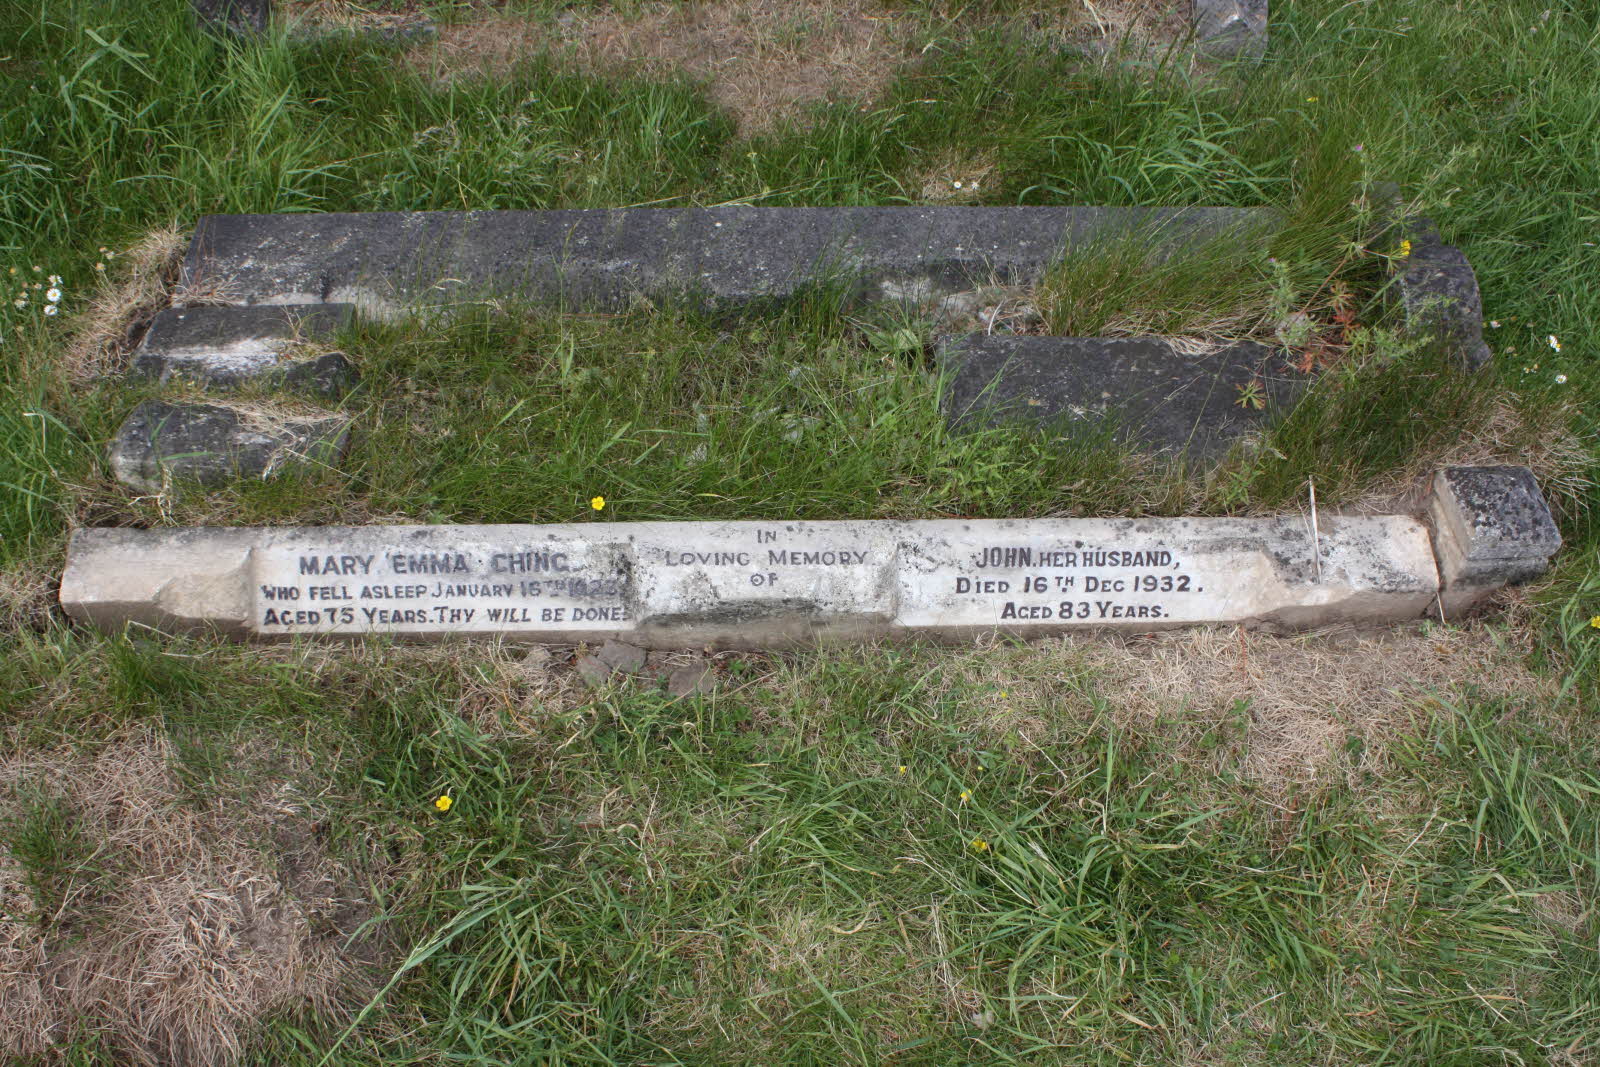 IN
LOVING MEMORY
OF
MARY EMMA CHING
WHO FELL ASLEEP JANUARY 16TH
AGED 75 YEARS. THY WILL BE DONE.
JOHN. HER HUSBAND,
DIED 16TH DEC 1932.
AGED 83 YEARS.